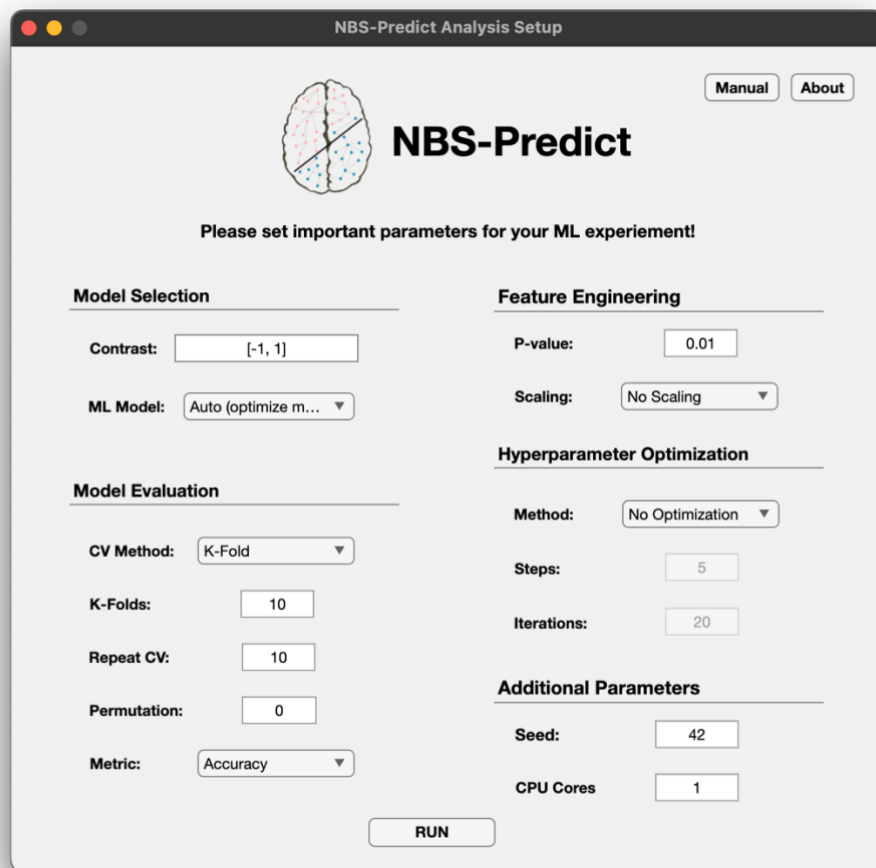 NBS-Predict Analysis Setup
Manual
About
NBS-Predict
Please set important parameters for your ML experiement!
Model Selection
Contrast: [-1, 1]
ML Model: Auto (optimize m...
Model Evaluation
CV Method: K-Fold
K-Folds: 10
Repeat CV: 10
Permutation: 0
Metric: Accuracy
Feature Engineering
P-value: 0.01
Scaling: No Scaling
Hyperparameter Optimization
Method: No Optimization
Steps: 5
Iterations: 20
Additional Parameters
Seed: 42
CPU Cores 1
RUN